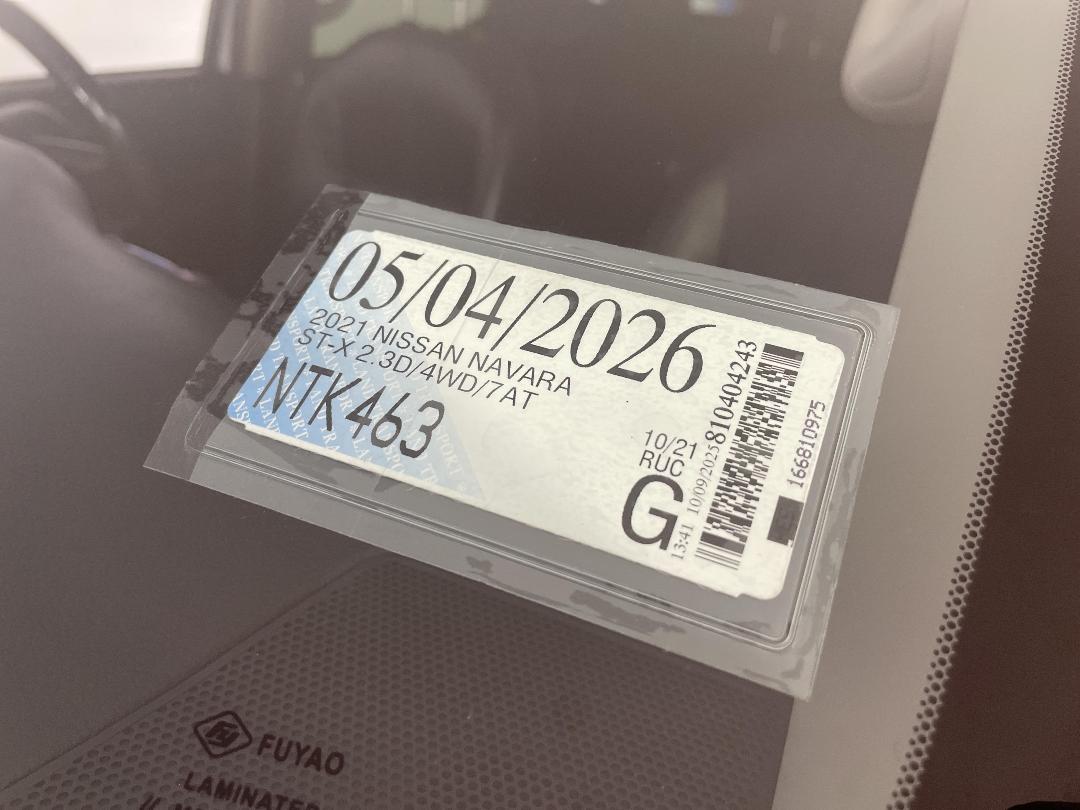 05/04/2026
2021 NISSAN NAVARA
ST-X 2.3D/4WD/7AT
NTK463
10/21
RUC
G
13:41 10/09/2025 810404243
166810975
FUYAO
LAMINATED